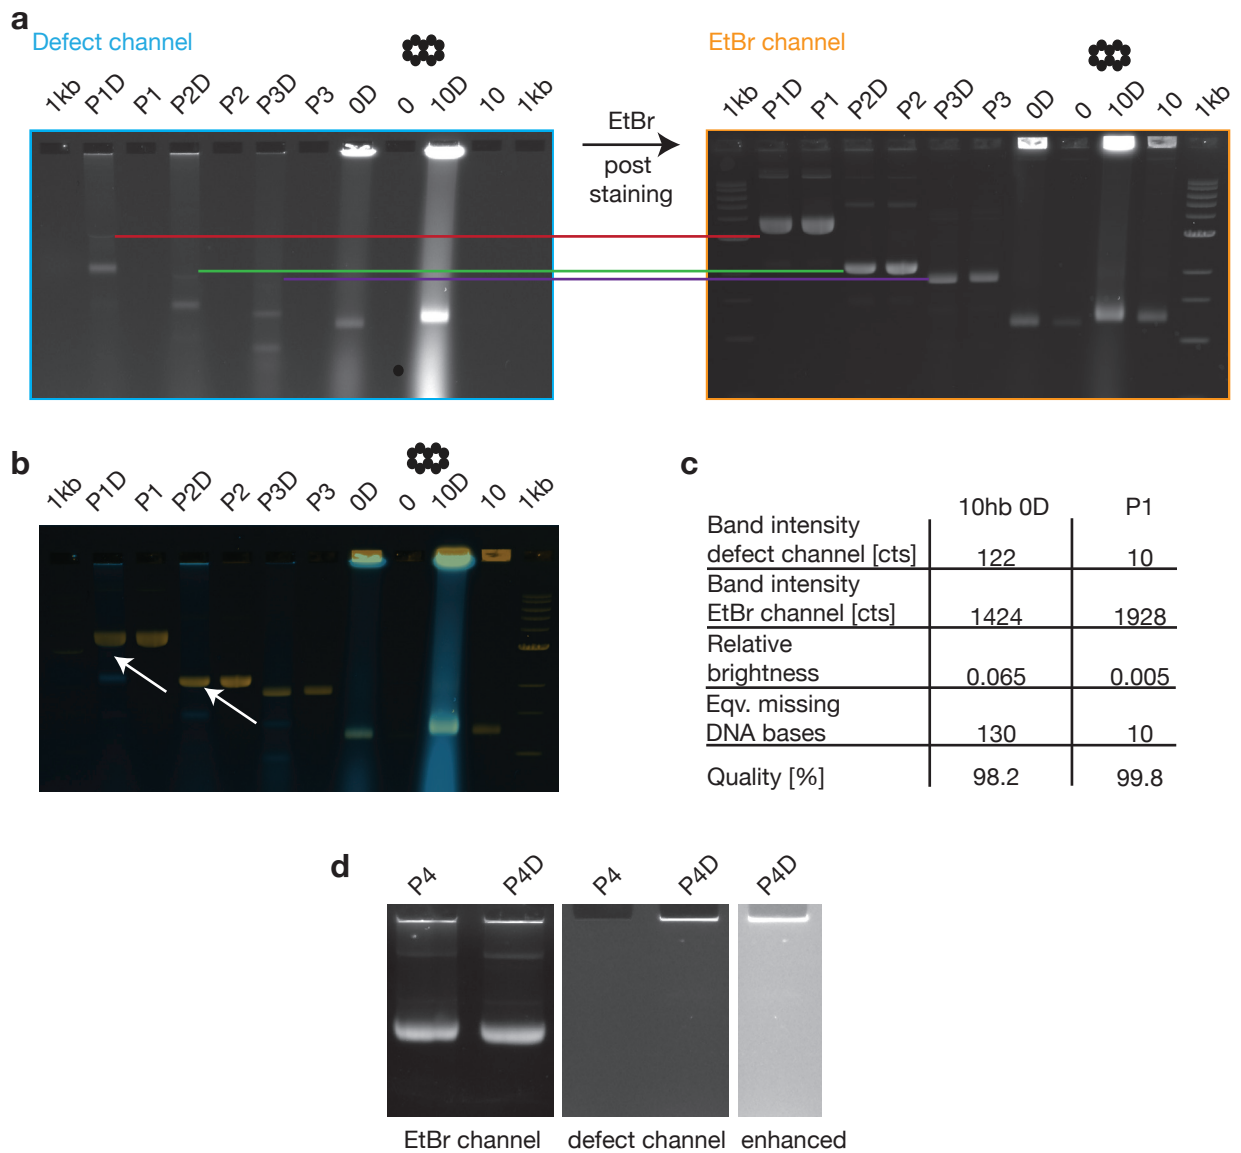 a
Defect channel
1kb P1D P1 P2D P2 P3D P3 0D 0 10D 10 1kb
EtBr
post
staining
EtBr channel
1kb P1D P1 P2D P2 P3D P3 0D 0 10D 10 1kb
b
1kb P1D P1 P2D P2 P3D P3 0D 0 10D 10 1kb
c
10hb 0D P1
Band intensity
defect channel [cts] 122 10
Band intensity
EtBr channel [cts] 1424 1928
Relative
brightness 0.065 0.005
Eqv. missing
DNA bases 130 10
Quality [%] 98.2 99.8
d
P4 P4D P4 P4D P4D
EtBr channel defect channel enhanced